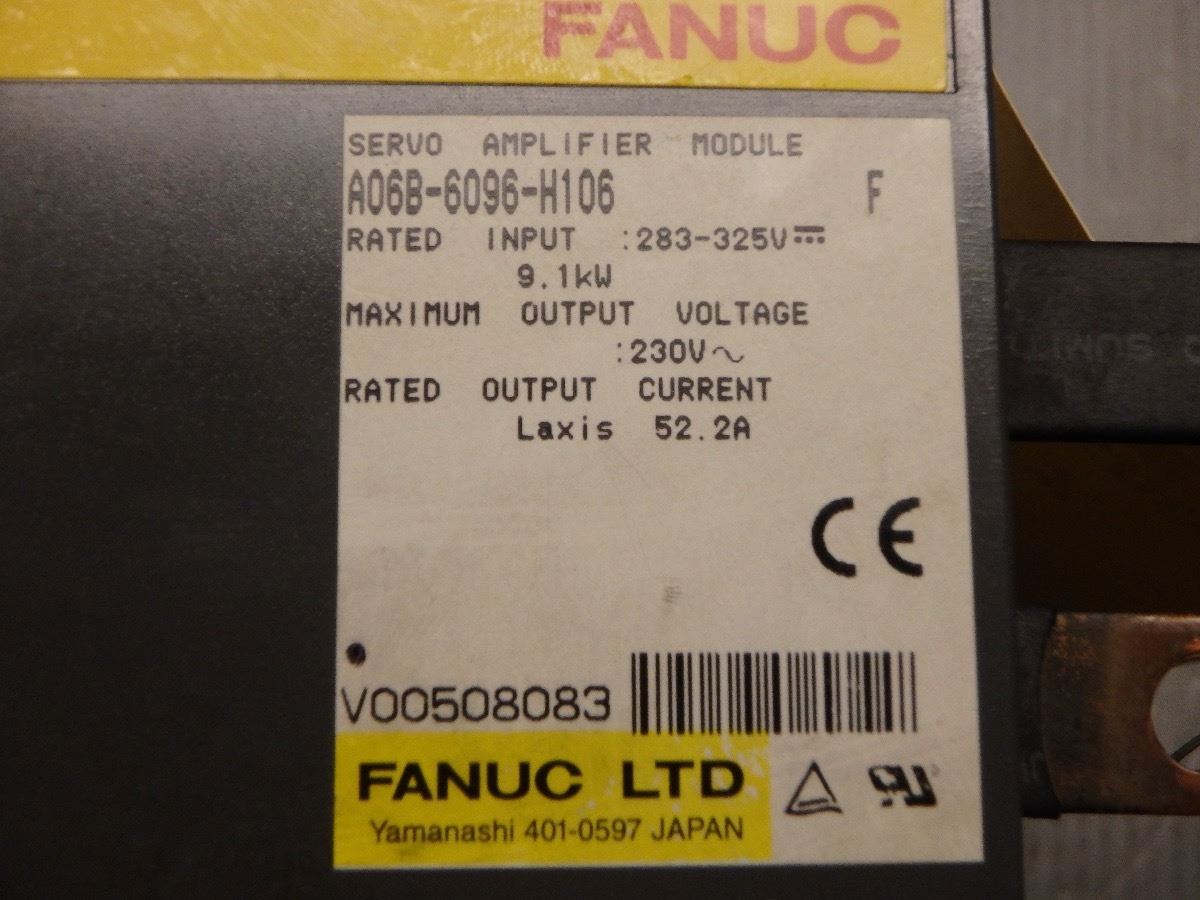 FANUC
SERVO AMPLIFIER MODULE
A06B-6096-H106 F
RATED INPUT :283-325V⎓
9.1kW
MAXIMUM OUTPUT VOLTAGE
:230V~
RATED OUTPUT CURRENT
Laxis 52.2A
CE
V00508083
FANUC LTD
Yamanashi 401-0597 JAPAN